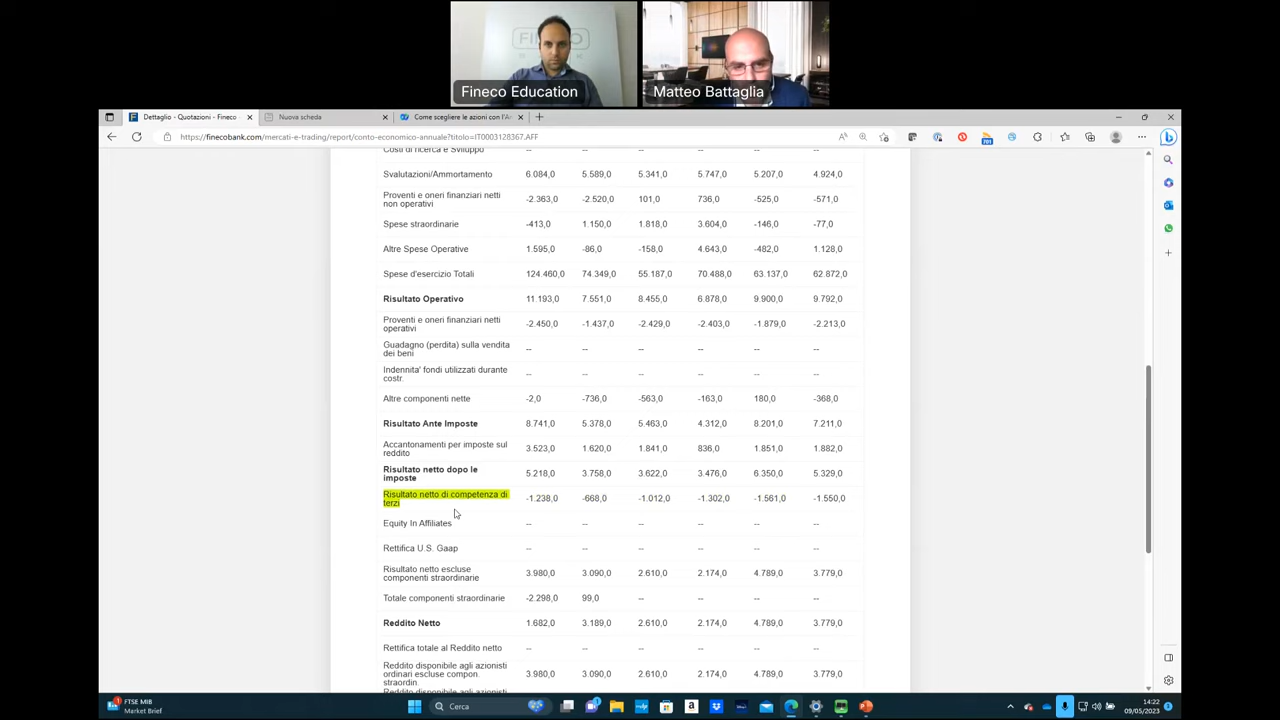 FINECO
Fineco Education
Matteo Battaglia
Dettaglio - Quotazioni - Fineco
Nuova scheda
Come scegliere le azioni con l'A
https://finecobank.com/mercati-e-trading/report/conto-economico-annuale?titolo=IT0003128367.AFF
701
Costi di ricerca e Sviluppo -- -- -- -- -- --
Svalutazioni/Ammortamento 6.084,0 5.589,0 5.341,0 5.747,0 5.207,0 4.924,0
Proventi e oneri finanziari netti
non operativi -2.363,0 -2.520,0 101,0 736,0 -525,0 -571,0
Spese straordinarie -413,0 1.150,0 1.818,0 3.604,0 -146,0 -77,0
Altre Spese Operative 1.595,0 -86,0 -158,0 4.643,0 -482,0 1.128,0
Spese d'esercizio Totali 124.460,0 74.349,0 55.187,0 70.488,0 63.137,0 62.872,0
Risultato Operativo 11.193,0 7.551,0 8.455,0 6.878,0 9.900,0 9.792,0
Proventi e oneri finanziari netti
operativi -2.450,0 -1.437,0 -2.429,0 -2.403,0 -1.879,0 -2.213,0
Guadagno (perdita) sulla vendita
dei beni -- -- -- -- -- --
Indennita' fondi utilizzati durante
costr. -- -- -- -- -- --
Altre componenti nette -2,0 -736,0 -563,0 -163,0 180,0 -368,0
Risultato Ante Imposte 8.741,0 5.378,0 5.463,0 4.312,0 8.201,0 7.211,0
Accantonamenti per imposte sul
reddito 3.523,0 1.620,0 1.841,0 836,0 1.851,0 1.882,0
Risultato netto dopo le
imposte 5.218,0 3.758,0 3.622,0 3.476,0 6.350,0 5.329,0
Risultato netto di competenza di
terzi -1.238,0 -668,0 -1.012,0 -1.302,0 -1.561,0 -1.550,0
Equity In Affiliates -- -- -- -- -- --
Rettifica U.S. Gaap -- -- -- -- -- --
Risultato netto escluse
componenti straordinarie 3.980,0 3.090,0 2.610,0 2.174,0 4.789,0 3.779,0
Totale componenti straordinarie -2.298,0 99,0 -- -- -- --
Reddito Netto 1.682,0 3.189,0 2.610,0 2.174,0 4.789,0 3.779,0
Rettifica totale al Reddito netto -- -- -- -- -- --
Reddito disponibile agli azionisti
ordinari escluse compon.
straordin. 3.980,0 3.090,0 2.610,0 2.174,0 4.789,0 3.779,0
Reddito disponibile agli azionisti
FTSE MIB
Market Brief
Cerca
14:22
09/05/2023